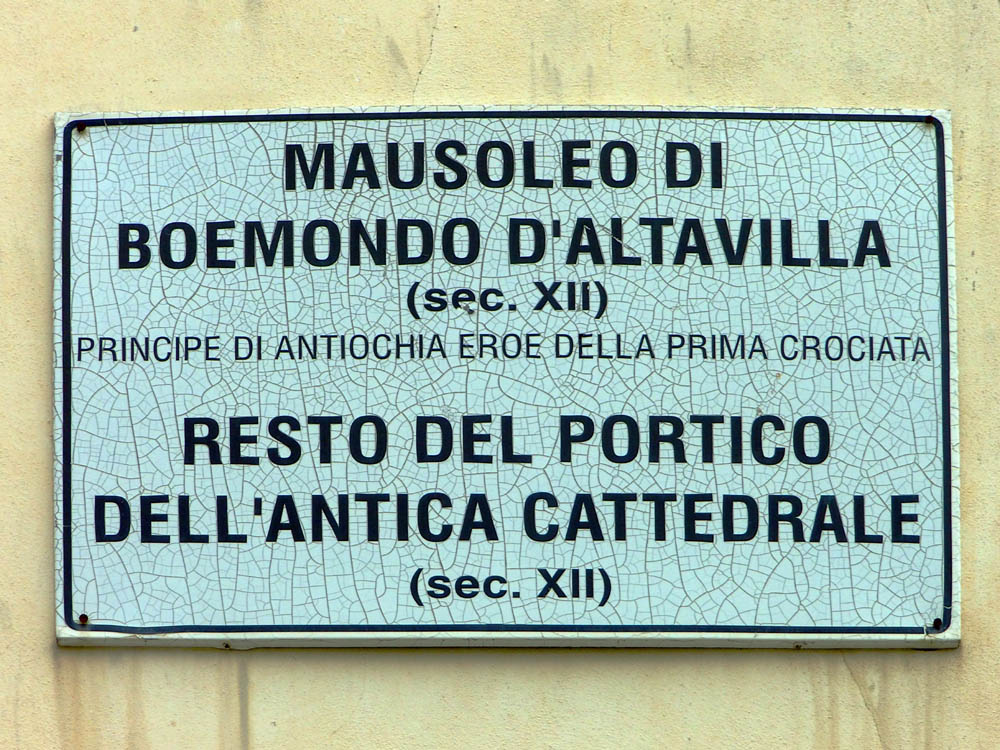 MAUSOLEO DI
BOEMONDO D'ALTAVILLA
(sec. XII)
PRINCIPE DI ANTIOCHIA EROE DELLA PRIMA CROCIATA
RESTO DEL PORTICO
DELL'ANTICA CATTEDRALE
(sec. XII)